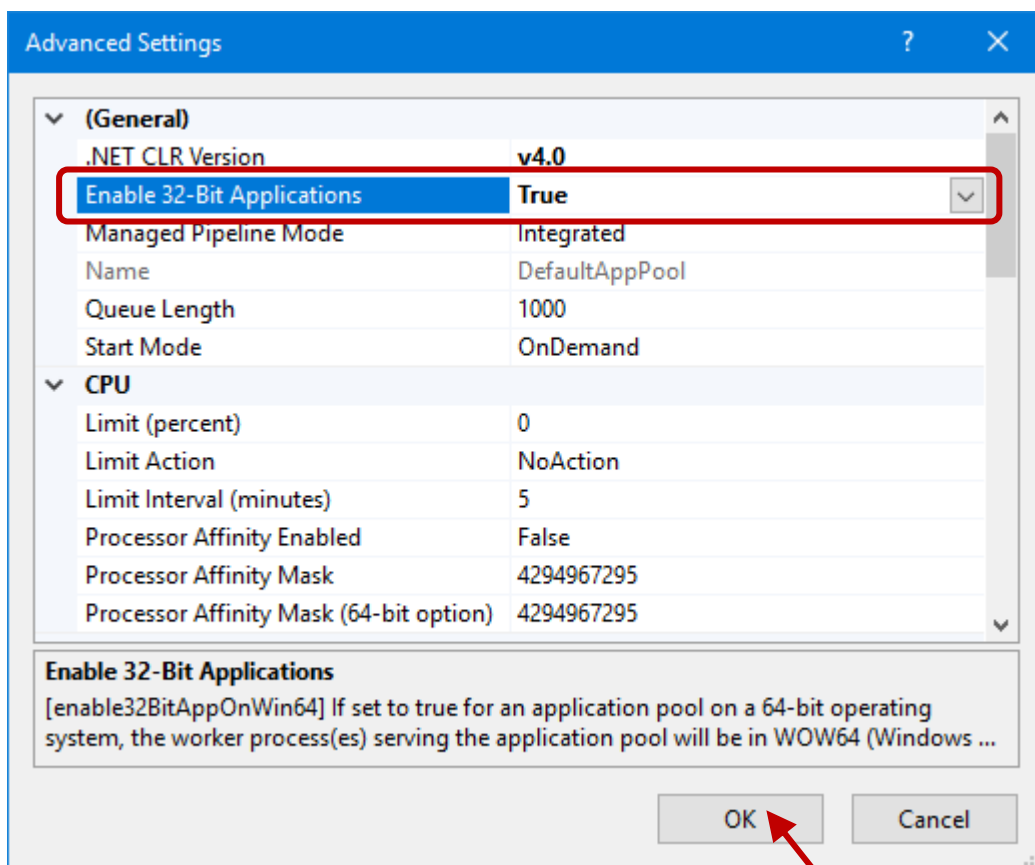 Advanced Settings ? ×
(General)
.NET CLR Version v4.0
Enable 32-Bit Applications True
Managed Pipeline Mode Integrated
Name DefaultAppPool
Queue Length 1000
Start Mode OnDemand
CPU
Limit (percent) 0
Limit Action NoAction
Limit Interval (minutes) 5
Processor Affinity Enabled False
Processor Affinity Mask 4294967295
Processor Affinity Mask (64-bit option) 4294967295
Enable 32-Bit Applications
[enable32BitAppOnWin64] If set to true for an application pool on a 64-bit operating
system, the worker process(es) serving the application pool will be in WOW64 (Windows ...
OK Cancel